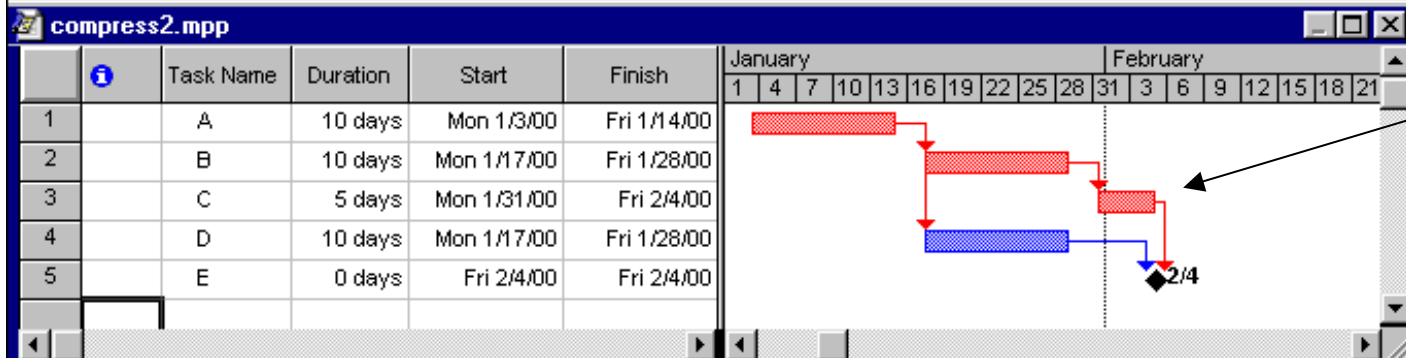 compress2.mpp
Task Name Duration Start Finish January February
1 4 7 10 13 16 19 22 25 28 31 3 6 9 12 15 18 21
1 A 10 days Mon 1/3/00 Fri 1/14/00
2 B 10 days Mon 1/17/00 Fri 1/28/00
3 C 5 days Mon 1/31/00 Fri 2/4/00
4 D 10 days Mon 1/17/00 Fri 1/28/00
5 E 0 days Fri 2/4/00 Fri 2/4/00 2/4